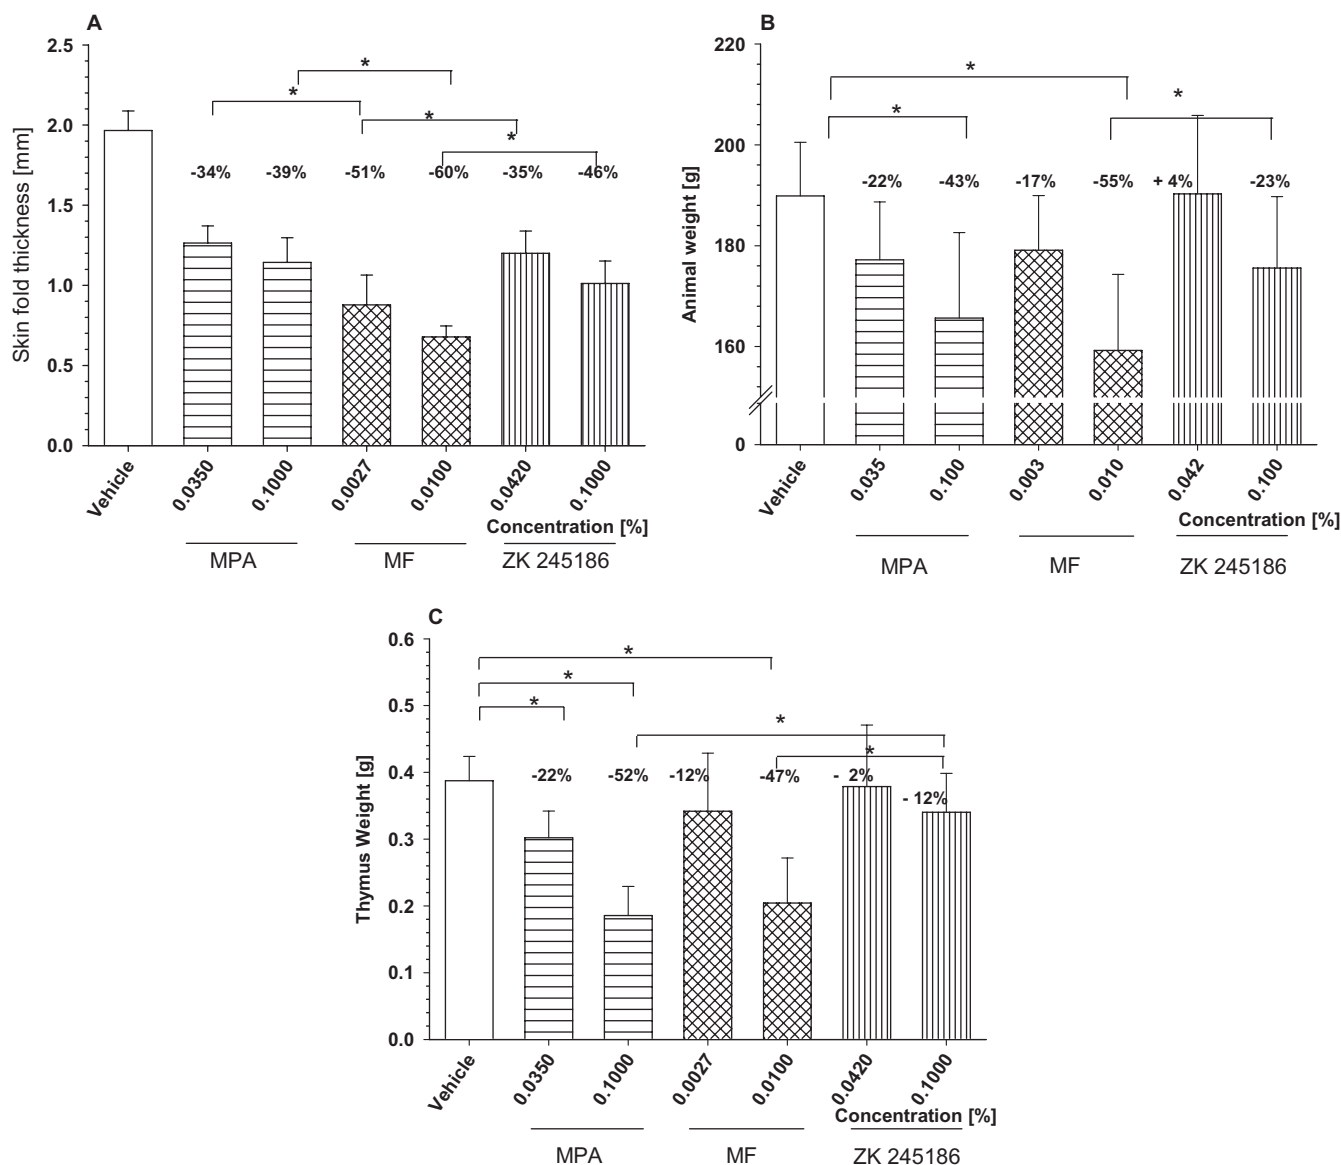 A
Skin fold thickness [mm]
2.5
2.0
1.5
1.0
0.5
0.0
* * * *
-34% -39% -51% -60% -35% -46%
Vehicle 0.0350 0.1000 0.0027 0.0100 0.0420 0.1000
Concentration [%]
MPA MF ZK 245186
B
Animal weight [g]
220
200
180
160
0
* * *
-22% -43% -17% -55% + 4% -23%
Vehicle 0.035 0.100 0.003 0.010 0.042 0.100
Concentration [%]
MPA MF ZK 245186
C
Thymus Weight [g]
0.6
0.5
0.4
0.3
0.2
0.1
0.0
* * * * *
-22% -52% -12% -47% - 2% - 12%
Vehicle 0.0350 0.1000 0.0027 0.0100 0.0420 0.1000
Concentration [%]
MPA MF ZK 245186